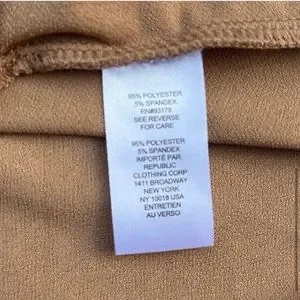 95% POLYESTER
5% SPANDEX
RN#93178
SEE REVERSE
FOR CARE
95% POLYESTER
5% SPANDEX
IMPORTÉ PAR:
REPUBLIC
CLOTHING CORP
1411 BROADWAY
NEW YORK
NY 10018 USA
ENTRETIEN
AU VERSO